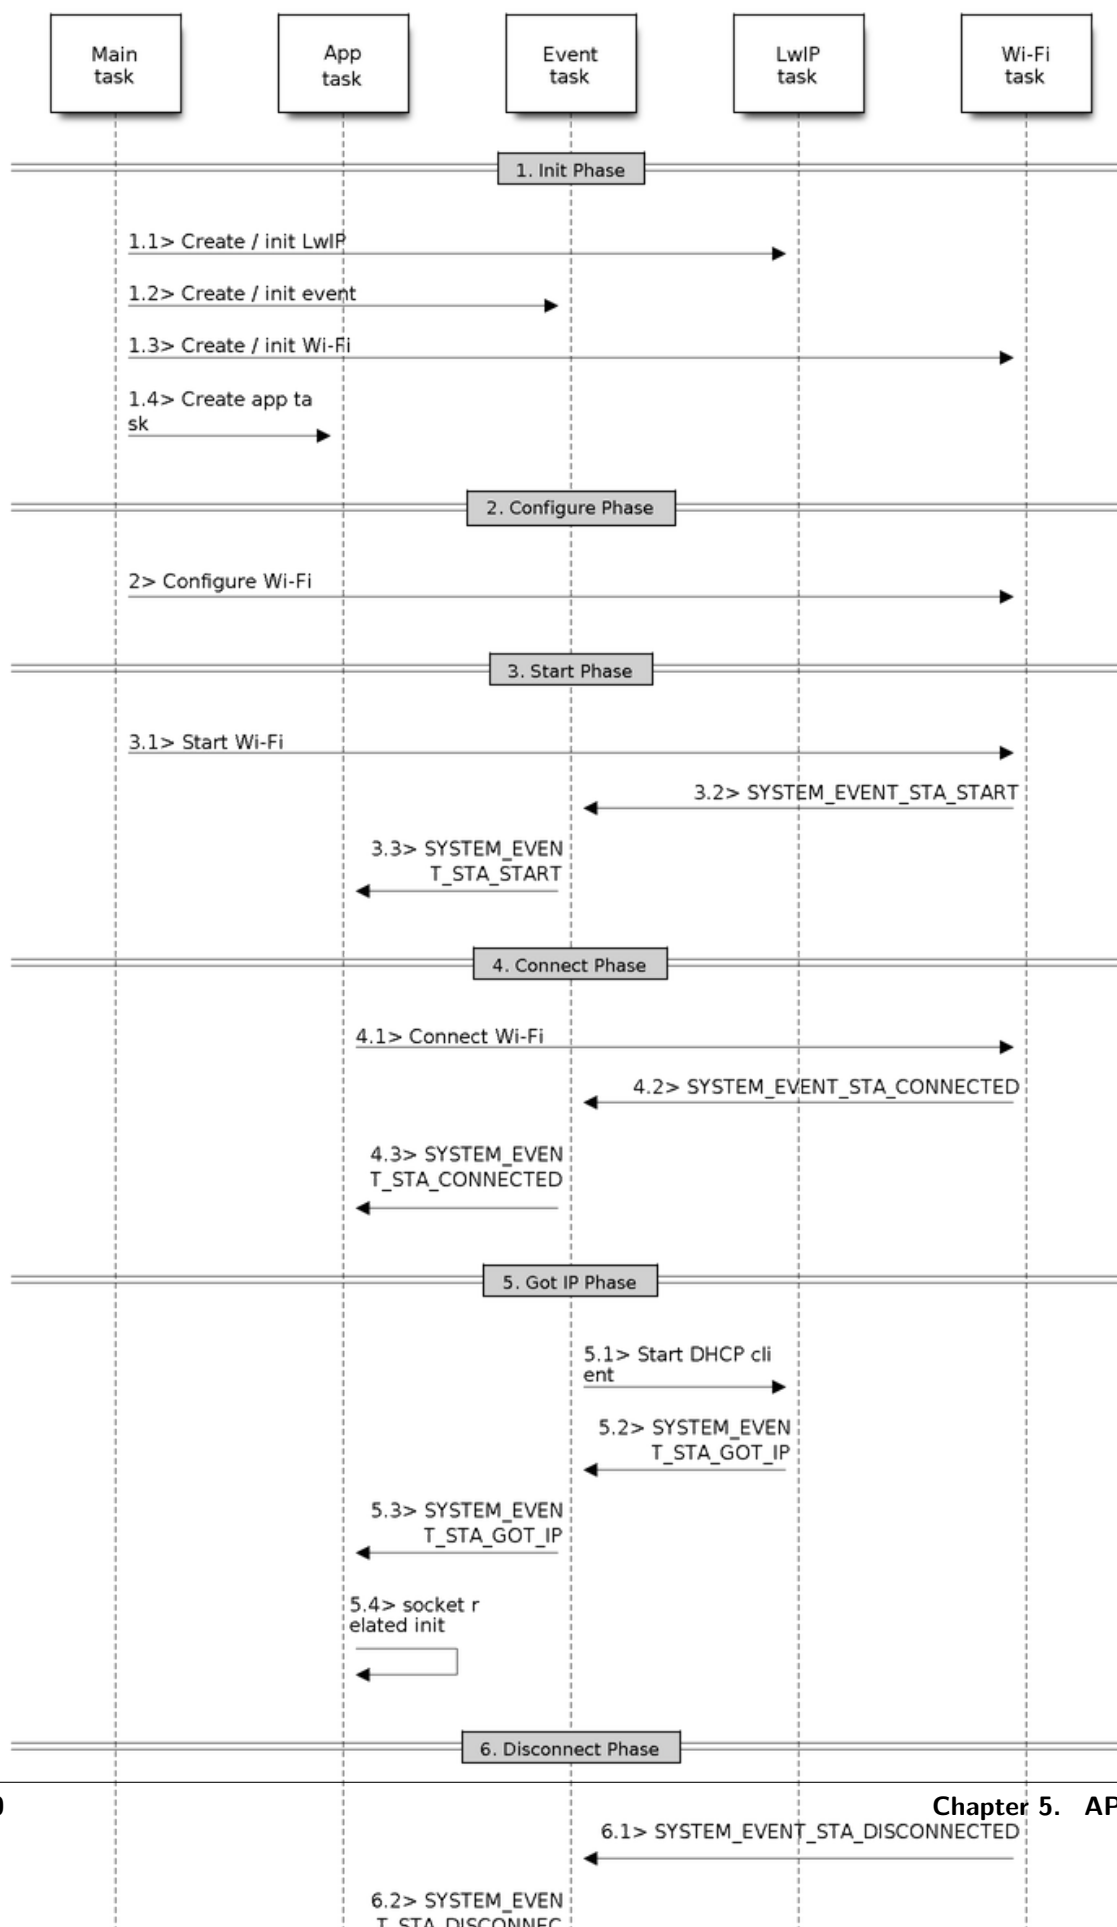 Main
task
App
task
Event
task
LwIP
task
Wi-Fi
task
1. Init Phase
1.1> Create / init LwIP
1.2> Create / init event
1.3> Create / init Wi-Fi
1.4> Create app ta
sk
2. Configure Phase
2> Configure Wi-Fi
3. Start Phase
3.1> Start Wi-Fi
3.2> SYSTEM_EVENT_STA_START
3.3> SYSTEM_EVEN
T_STA_START
4. Connect Phase
4.1> Connect Wi-Fi
4.2> SYSTEM_EVENT_STA_CONNECTED
4.3> SYSTEM_EVEN
T_STA_CONNECTED
5. Got IP Phase
5.1> Start DHCP cli
ent
5.2> SYSTEM_EVEN
T_STA_GOT_IP
5.3> SYSTEM_EVEN
T_STA_GOT_IP
5.4> socket r
elated init
6. Disconnect Phase
Chapter 5. AP
6.1> SYSTEM_EVENT_STA_DISCONNECTED
6.2> SYSTEM_EVEN
T_STA_DISCONNEC